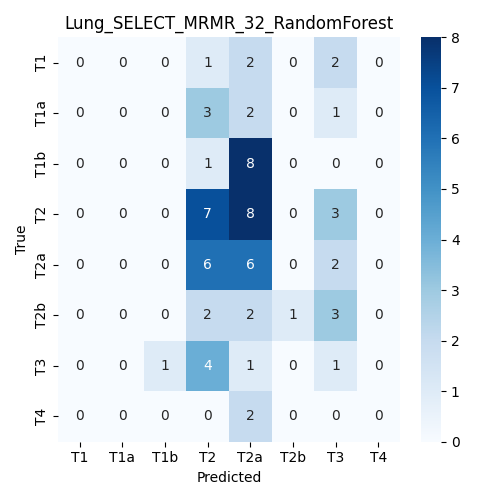 Lung_SELECT_MRMR_32_RandomForest
T1 0 0 0 1 2 0 2 0
T1a 0 0 0 3 2 0 1 0
T1b 0 0 0 1 8 0 0 0
T2 0 0 0 7 8 0 3 0
T2a 0 0 0 6 6 0 2 0
T2b 0 0 0 2 2 1 3 0
T3 0 0 1 4 1 0 1 0
T4 0 0 0 0 2 0 0 0
T1 T1a T1b T2 T2a T2b T3 T4
Predicted
True
8
7
6
5
4
3
2
1
0